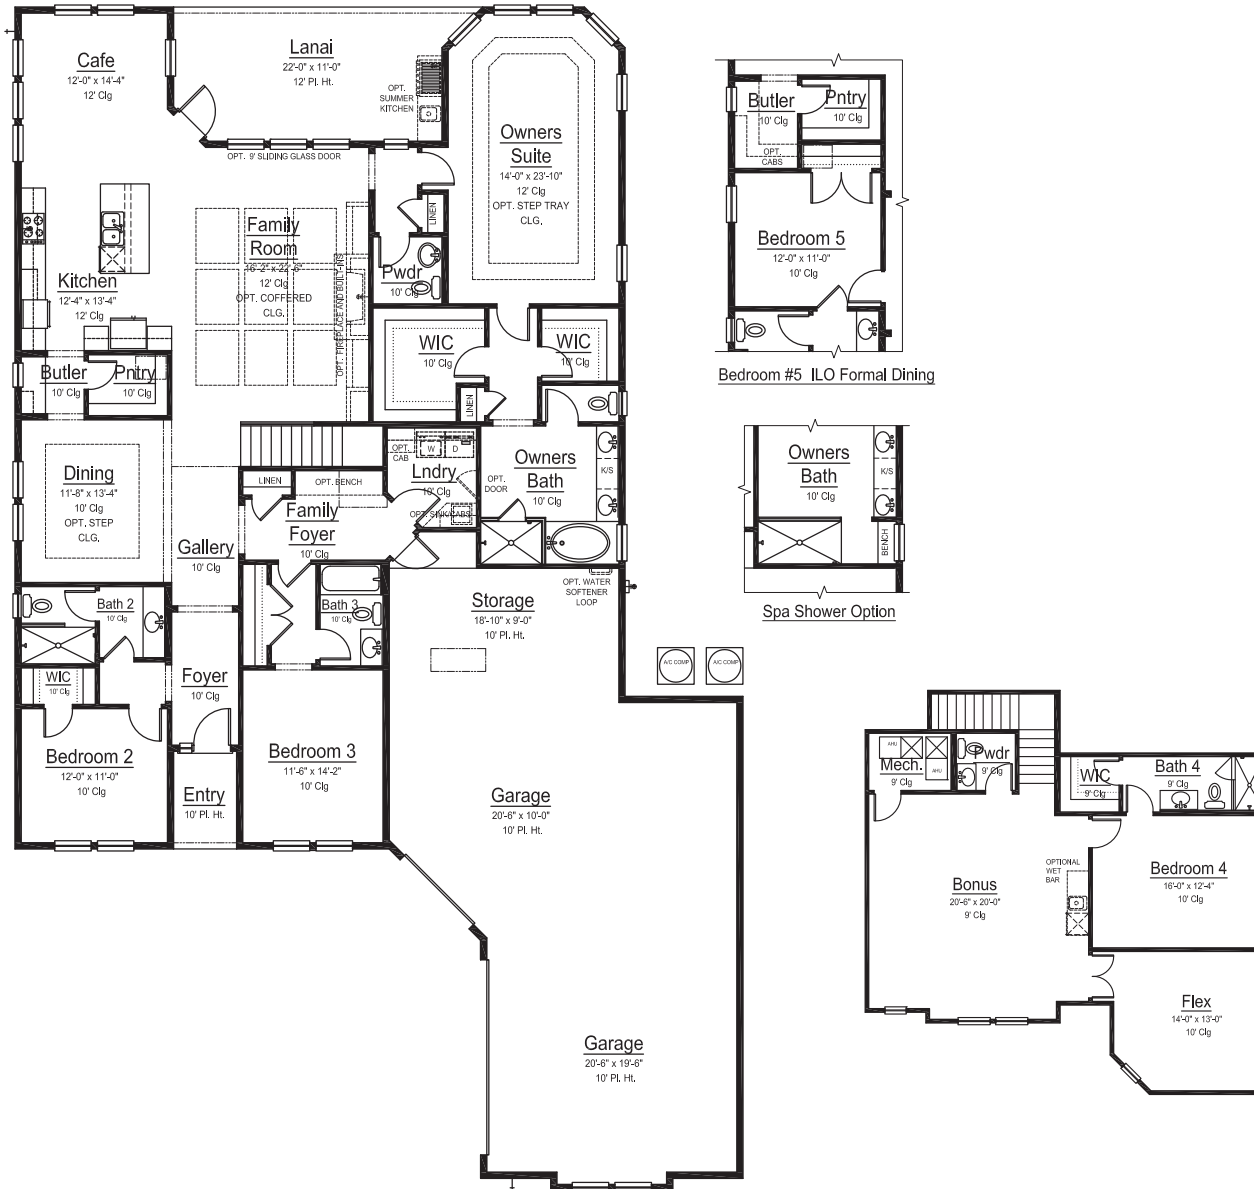 Cafe
12'-0" x 14'-4"
12' Clg
Lanai
22'-0" x 11'-0"
12' Pl. Ht.
OPT.
SUMMER
KITCHEN
OPT. 9' SLIDING GLASS DOOR
Owners
Suite
14'-0" x 23'-10"
12' Clg
OPT. STEP TRAY
CLG.
LINEN
Family
Room
16'-2" x 22'-6"
12' Clg
OPT. COFFERED
CLG.
OPT. FIREPLACE AND BUILT-INS
Pwdr
10' Clg
Kitchen
12'-4" x 13'-4"
12' Clg
WIC
10' Clg
WIC
10' Clg
Butler
10' Clg
Pntry
10' Clg
LINEN
Dining
11'-8" x 13'-4"
10' Clg
OPT. STEP
CLG.
OPT.
CAB
W
D
Lndry
10' Clg
OPT. SINK/CABS
OPT.
DOOR
Owners
Bath
10' Clg
K/S
LINEN
OPT. BENCH
Family
Foyer
10' Clg
Gallery
10' Clg
Bath 2
10' Clg
Bath 3
10' Clg
OPT. WATER
SOFTENER
LOOP
Storage
18'-10" x 9'-0"
10' Pl. Ht.
A/C COMP
A/C COMP
WIC
10' Clg
Foyer
10' Clg
Bedroom 2
12'-0" x 11'-0"
10' Clg
Entry
10' Pl. Ht.
Bedroom 3
11'-6" x 14'-2"
10' Clg
Garage
20'-6" x 10'-0"
10' Pl. Ht.
Garage
20'-6" x 19'-6"
10' Pl. Ht.
Butler
10' Clg
Pntry
10' Clg
OPT.
CABS
Bedroom 5
12'-0" x 11'-0"
10' Clg
Bedroom #5 ILO Formal Dining
Owners
Bath
10' Clg
K/S
BENCH
Spa Shower Option
AHU
AHU
Mech.
9' Clg
Pwdr
9' Clg
WIC
9' Clg
Bath 4
9' Clg
Bonus
20'-6" x 20'-0"
9' Clg
OPTIONAL
WET
BAR
Bedroom 4
16'-0" x 12'-4"
10' Clg
Flex
14'-0" x 13'-0"
10' Clg